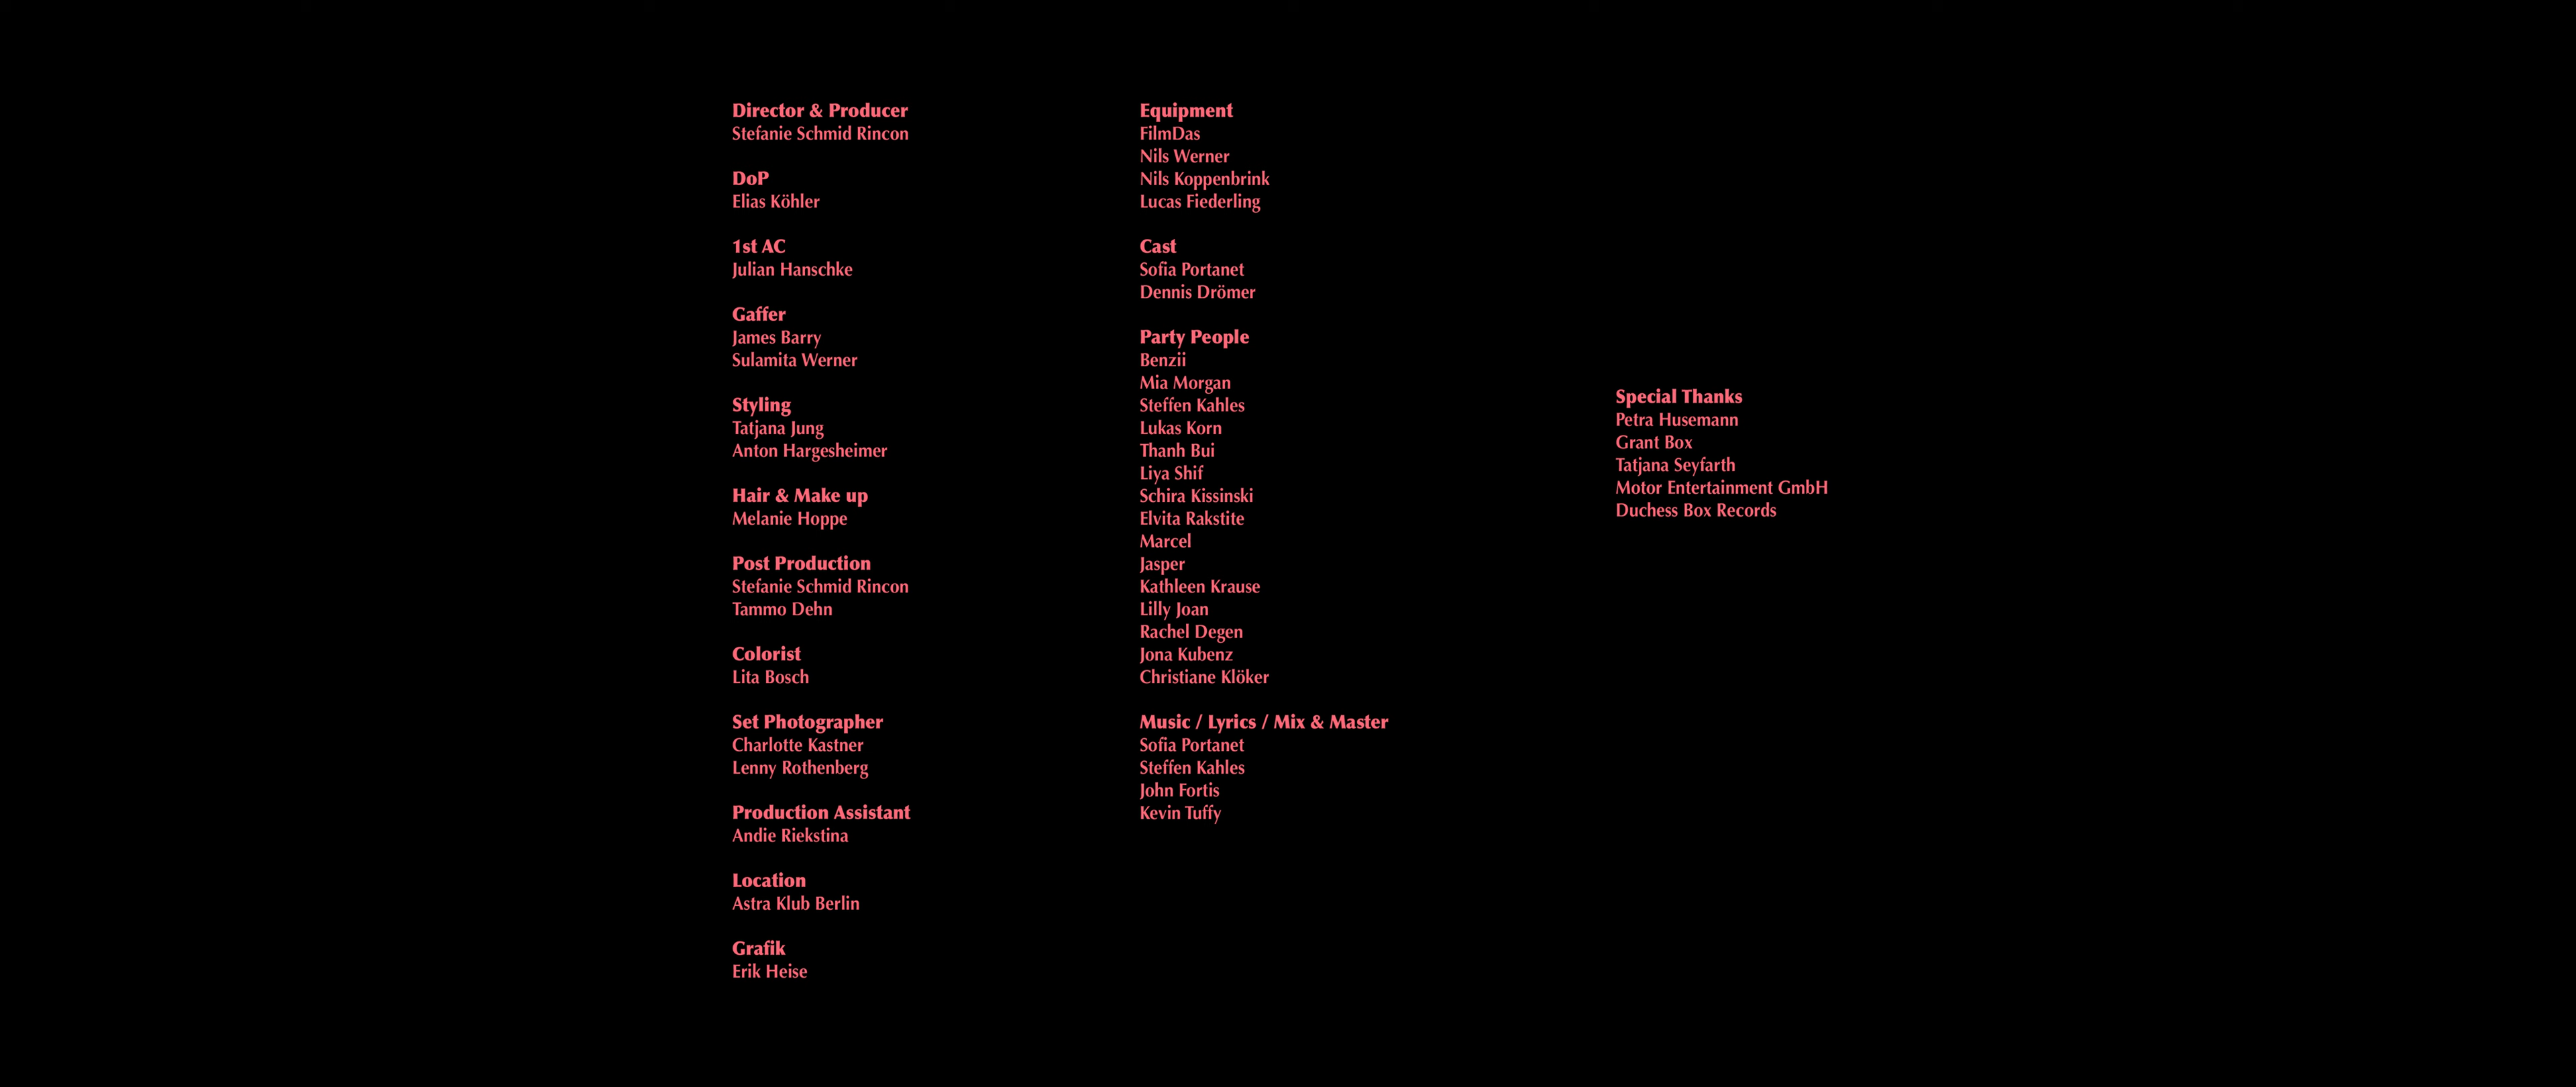 Director & Producer
Stefanie Schmid Rincon
DoP
Elias Köhler
1st AC
Julian Hanschke
Gaffer
James Barry
Sulamita Werner
Styling
Tatjana Jung
Anton Hargesheimer
Hair & Make up
Melanie Hoppe
Post Production
Stefanie Schmid Rincon
Tammo Dehn
Colorist
Lita Bosch
Set Photographer
Charlotte Kastner
Lenny Rothenberg
Production Assistant
Andie Riekstina
Location
Astra Klub Berlin
Grafik
Erik Heise
Equipment
FilmDas
Nils Werner
Nils Koppenbrink
Lucas Fiederling
Cast
Sofia Portanet
Dennis Drömer
Party People
Benzii
Mia Morgan
Steffen Kahles
Lukas Korn
Thanh Bui
Liya Shif
Schira Kissinski
Elvita Rakstite
Marcel
Jasper
Kathleen Krause
Lilly Joan
Rachel Degen
Jona Kubenz
Christiane Klöker
Music / Lyrics / Mix & Master
Sofia Portanet
Steffen Kahles
John Fortis
Kevin Tuffy
Special Thanks
Petra Husemann
Grant Box
Tatjana Seyfarth
Motor Entertainment GmbH
Duchess Box Records